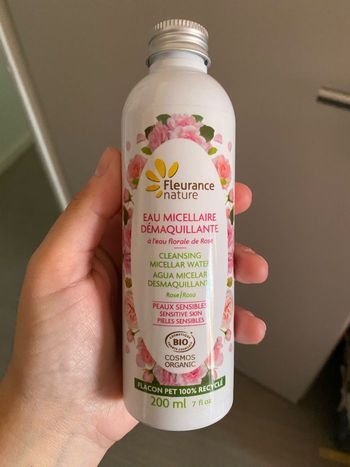 Fleurance
nature
EAU MICELLAIRE
DÉMAQUILLANTE
à l'eau florale de Rose
CLEANSING
MICELLAR WATER
AGUA MICELAR
DESMAQUILLANTE
Rose/Rosa
PEAUX SENSIBLES
SENSITIVE SKIN
PIELES SENSIBLES
BIO
COSMOS
ORGANIC
FLACON PET 100% RECYCLÉ
200 ml 7 fl oz